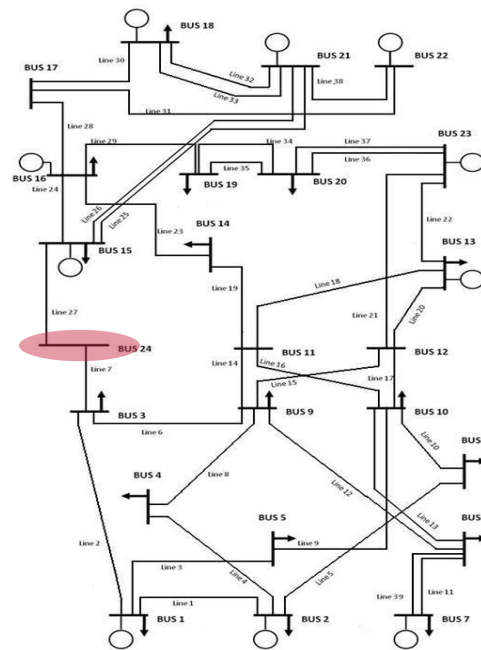 BUS 18
BUS 21
BUS 22
Line 30
BUS 17
Line 32
Line 33
Line 38
Line 31
Line 28
BUS 23
Line 29
Line 34
Line 37
Line 36
BUS 16
Line 24
Line 35
BUS 19
BUS 20
Line 26
Line 25
Line 23
BUS 14
Line 22
BUS 15
BUS 13
Line 18
Line 19
Line 27
Line 21
Line 20
BUS 24
BUS 11
BUS 12
Line 7
Line 14
Line 16
Line 15
Line 17
BUS 3
BUS 9
BUS 10
Line 6
Line 10
BUS
BUS 4
Line 8
Line 12
Line 13
BUS 5
BUS
Line 2
Line 9
Line 3
Line 4
Line 5
Line 39
Line 11
Line 1
BUS 1
BUS 2
BUS 7